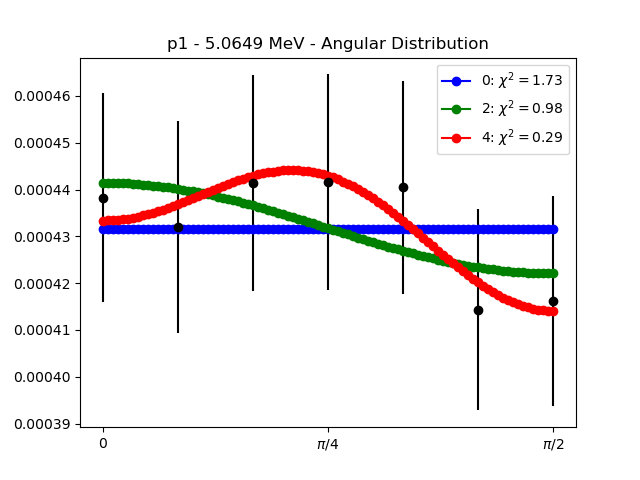 p1 - 5.0649 MeV - Angular Distribution
0: χ² = 1.73
2: χ² = 0.98
4: χ² = 0.29
0.00046
0.00045
0.00044
0.00043
0.00042
0.00041
0.00040
0.00039
0 π/4 π/2